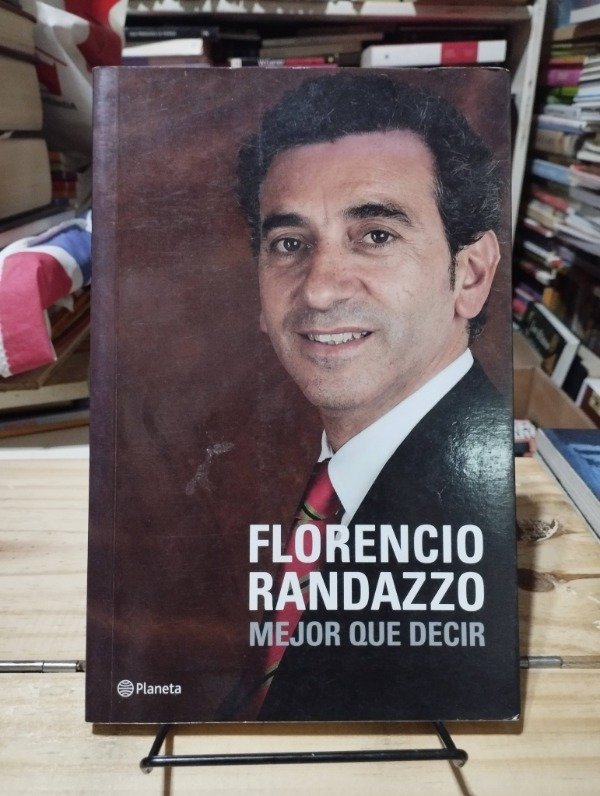 FLORENCIO
RANDAZZO
MEJOR QUE DECIR
Planeta